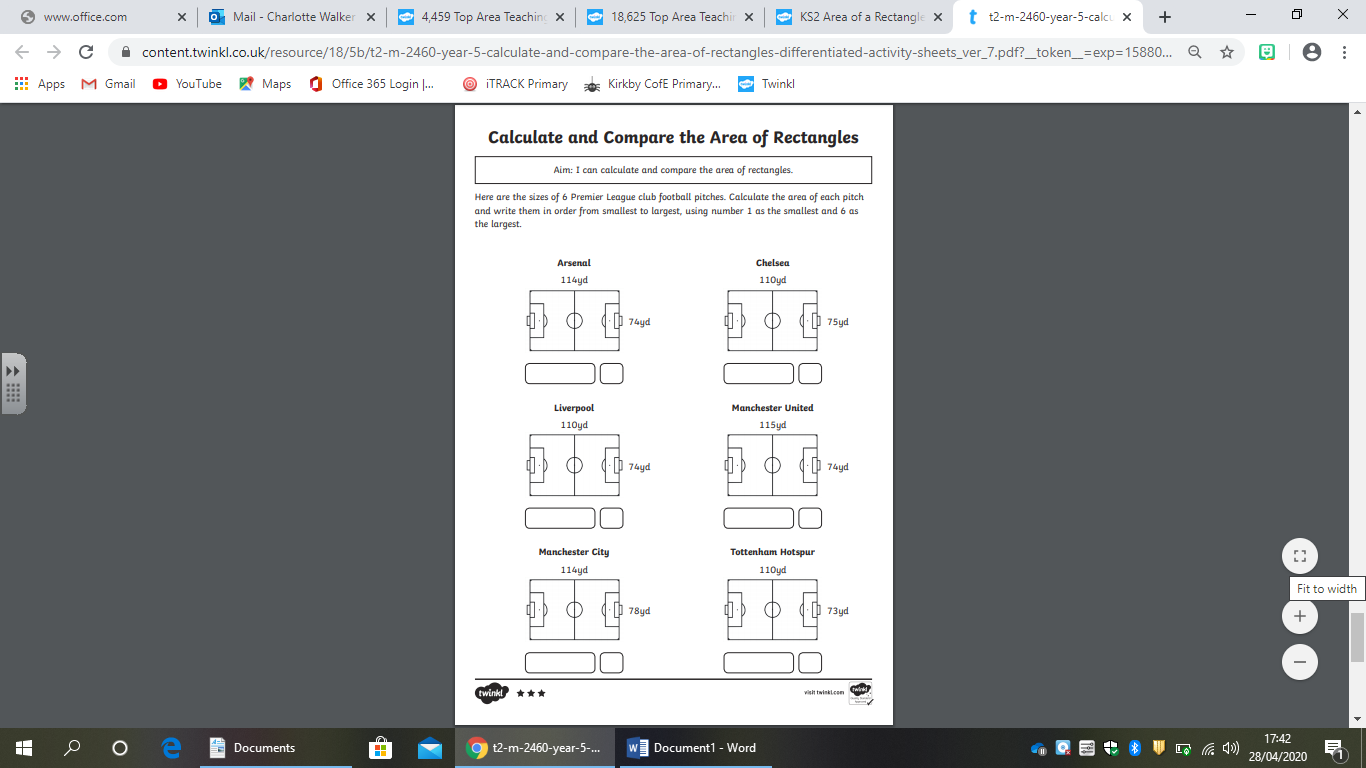 www.office.com
Mail - Charlotte Walker
4,459 Top Area Teaching
18,625 Top Area Teachin
KS2 Area of a Rectangle
t2-m-2460-year-5-calcu
content.twinkl.co.uk/resource/18/5b/t2-m-2460-year-5-calculate-and-compare-the-area-of-rectangles-differentiated-activity-sheets_ver_7.pdf?__token__=exp=15880...
Apps Gmail YouTube Maps Office 365 Login |... iTRACK Primary Kirkby CofE Primary... Twinkl
Calculate and Compare the Area of Rectangles
Aim: I can calculate and compare the area of rectangles.
Here are the sizes of 6 Premier League club football pitches. Calculate the area of each pitch
and write them in order from smallest to largest, using number 1 as the smallest and 6 as
the largest.
Arsenal
114yd
74yd
Chelsea
110yd
75yd
Liverpool
110yd
74yd
Manchester United
115yd
74yd
Manchester City
114yd
78yd
Tottenham Hotspur
110yd
73yd
twinkl
visit twinkl.com
twinkl
Fit to width
Documents
t2-m-2460-year-5-...
Document1 - Word
17:42
28/04/2020
1